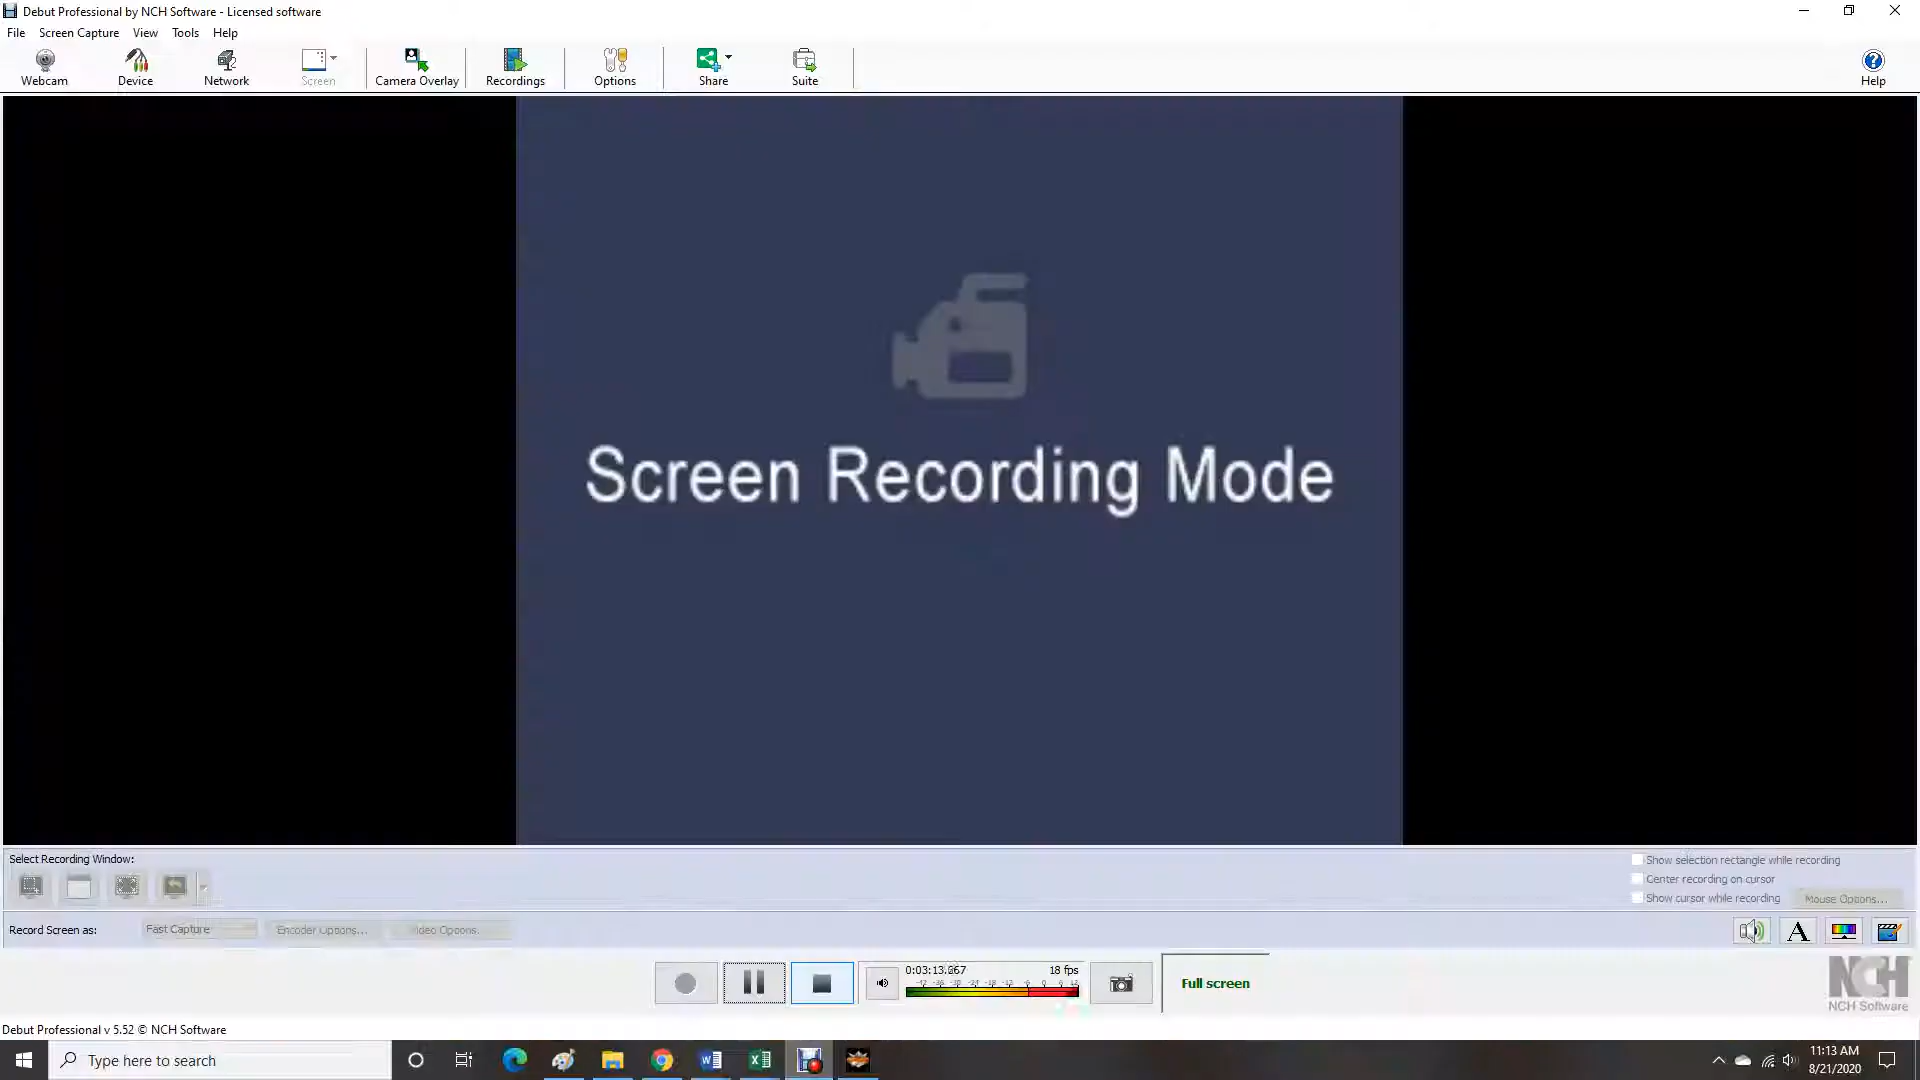 Debut Professional by NCH Software - Licensed software
File Screen Capture View Tools Help
Webcam Device Network Screen Camera Overlay Recordings Options Share Suite Help
Screen Recording Mode
Select Recording Window:
Show selection rectangle while recording
Center recording on cursor
Show cursor while recording Mouse Options...
Record Screen as: Fast Capture Encoder Options... Video Options.
A
0:03:13. 18 fps
Full screen
NCH
NCH Software
Debut Professional v 5.52 © NCH Software
Type here to search
11:13 AM
8/21/2020